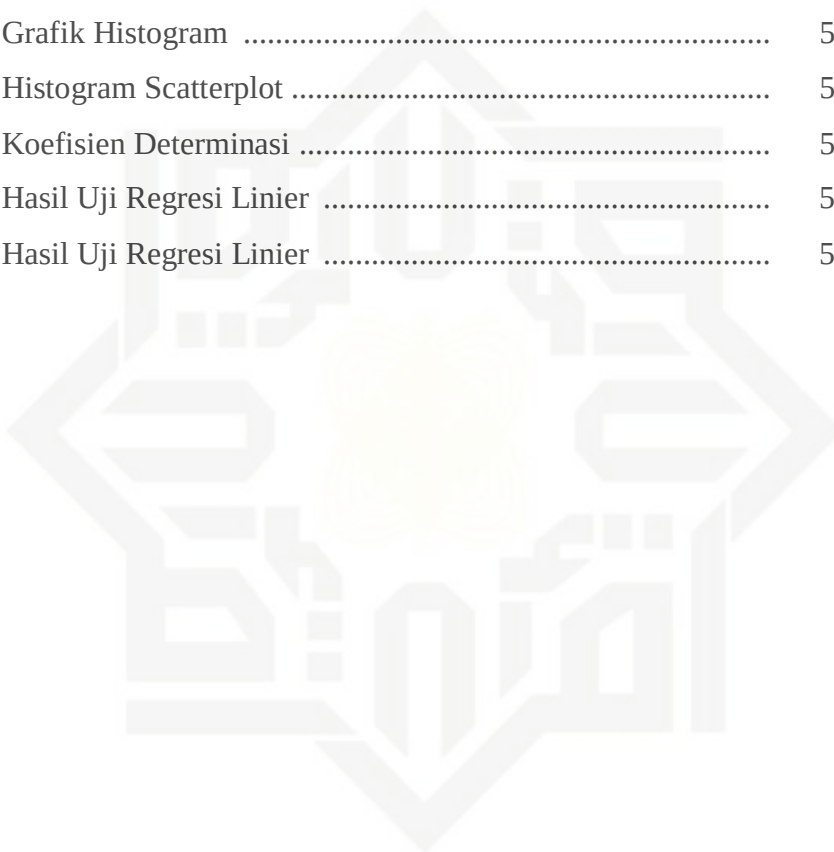 Grafik Histogram ................................................................. 5
Histogram Scatterplot ............................................................ 5
Koefisien Determinasi ........................................................... 5
Hasil Uji Regresi Linier ........................................................ 5
Hasil Uji Regresi Linier ........................................................ 5